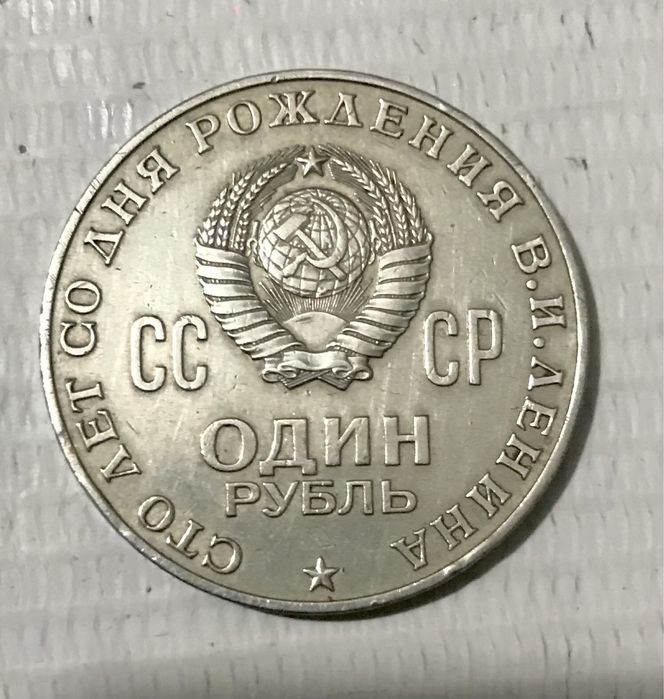 СТО ЛЕТ СО ДНЯ РОЖДЕНИЯ В.И.ЛЕНИНА
СС СР
ОДИН
РУБЛЬ